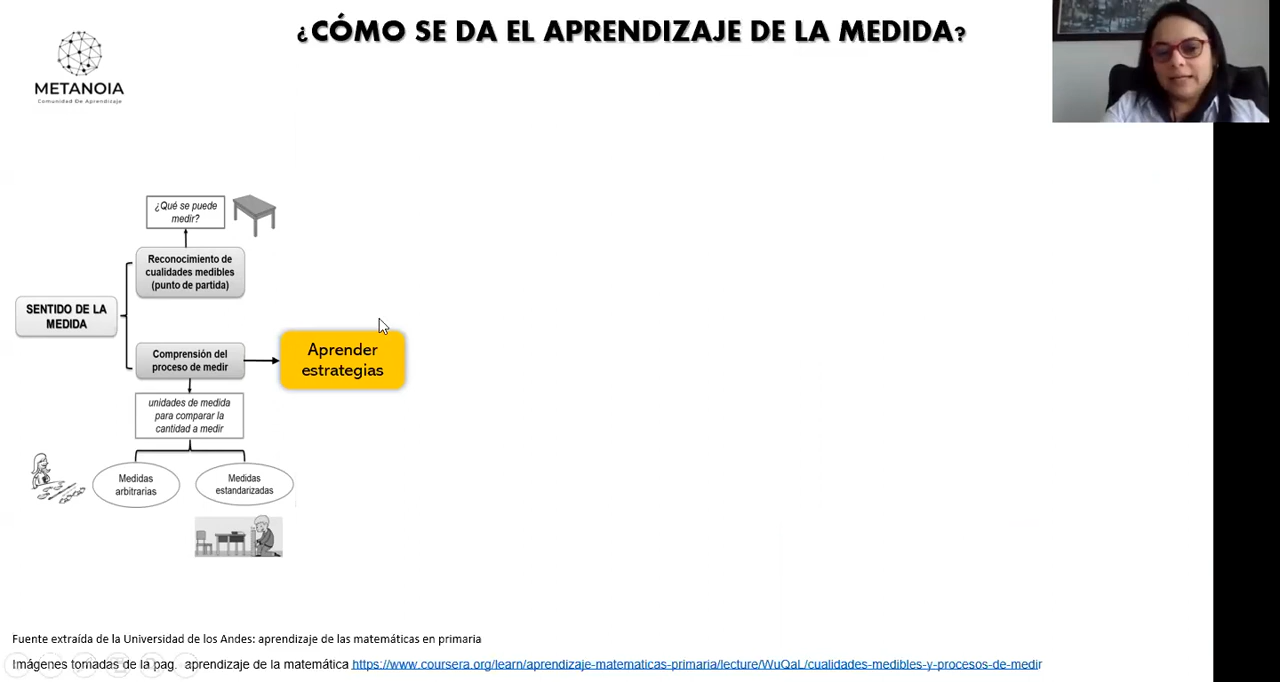 ¿CÓMO SE DA EL APRENDIZAJE DE LA MEDIDA?
METANOIA
Comunidad De Aprendizaje
¿Qué se puede
medir?
Reconocimiento de
cualidades medibles
(punto de partida)
SENTIDO DE LA
MEDIDA
Comprensión del
proceso de medir
Aprender
estrategias
unidades de medida
para comparar la
cantidad a medir
Medidas
arbitrarias
Medidas
estandarizadas
Fuente extraída de la Universidad de los Andes: aprendizaje de las matemáticas en primaria
Imágenes tomadas de la pag. aprendizaje de la matemática https://www.coursera.org/learn/aprendizaje-matematicas-primaria/lecture/WuQaL/cualidades-medibles-y-procesos-de-medir